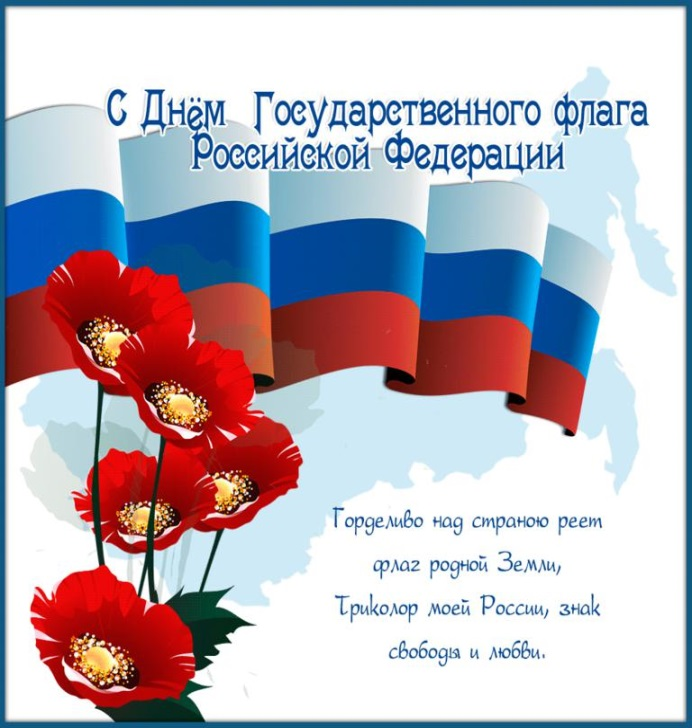 С Днём Государственного флага
Российской Федерации
Горделиво над страною реет
флаг родной Земли,
Триколор моей России, знак
свободы и любви.